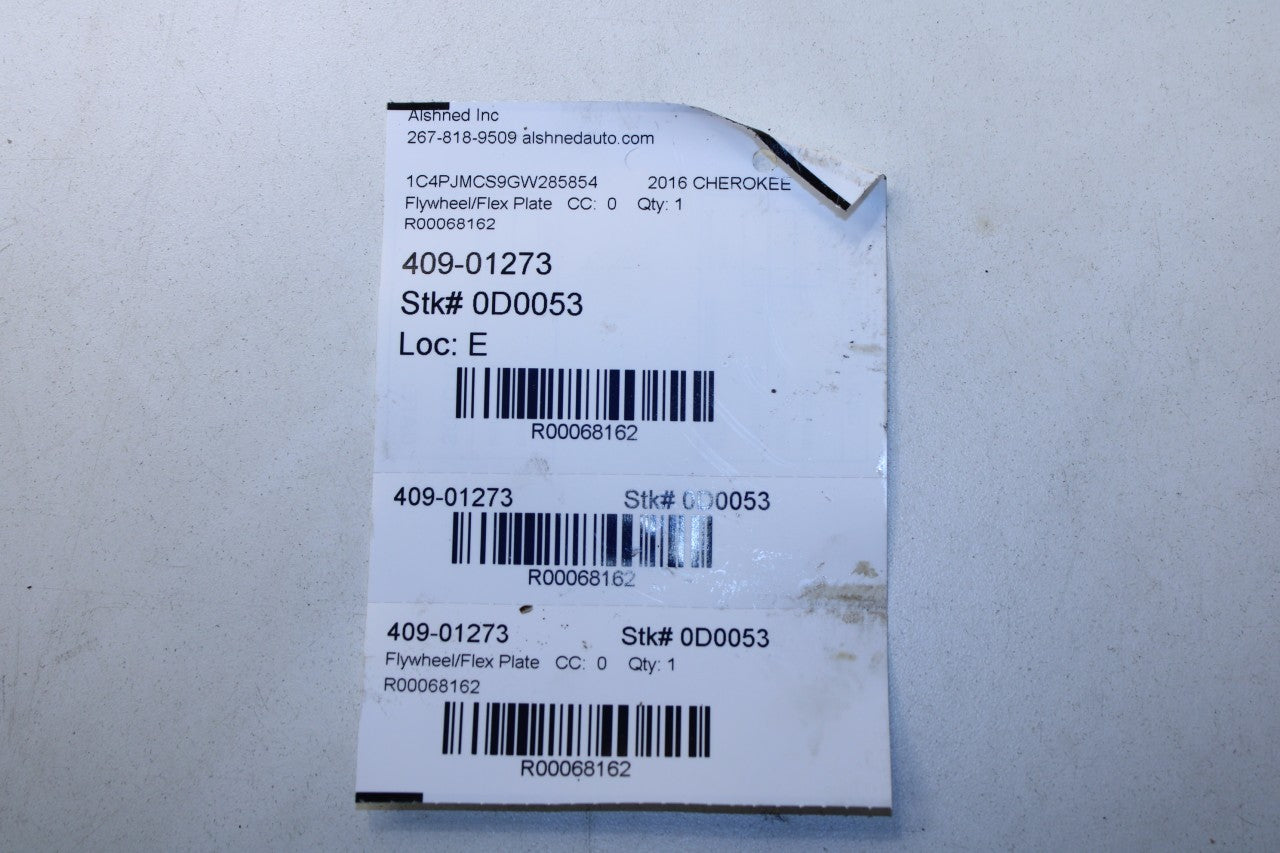 Alshned Inc
267-818-9509 alshnedauto.com
1C4PJMCS9GW285854 2016 CHEROKEE
Flywheel/Flex Plate CC: 0 Qty: 1
R00068162
409-01273
Stk# 0D0053
Loc: E
R00068162
409-01273 Stk# 0D0053
R00068162
409-01273 Stk# 0D0053
Flywheel/Flex Plate CC: 0 Qty: 1
R00068162
R00068162